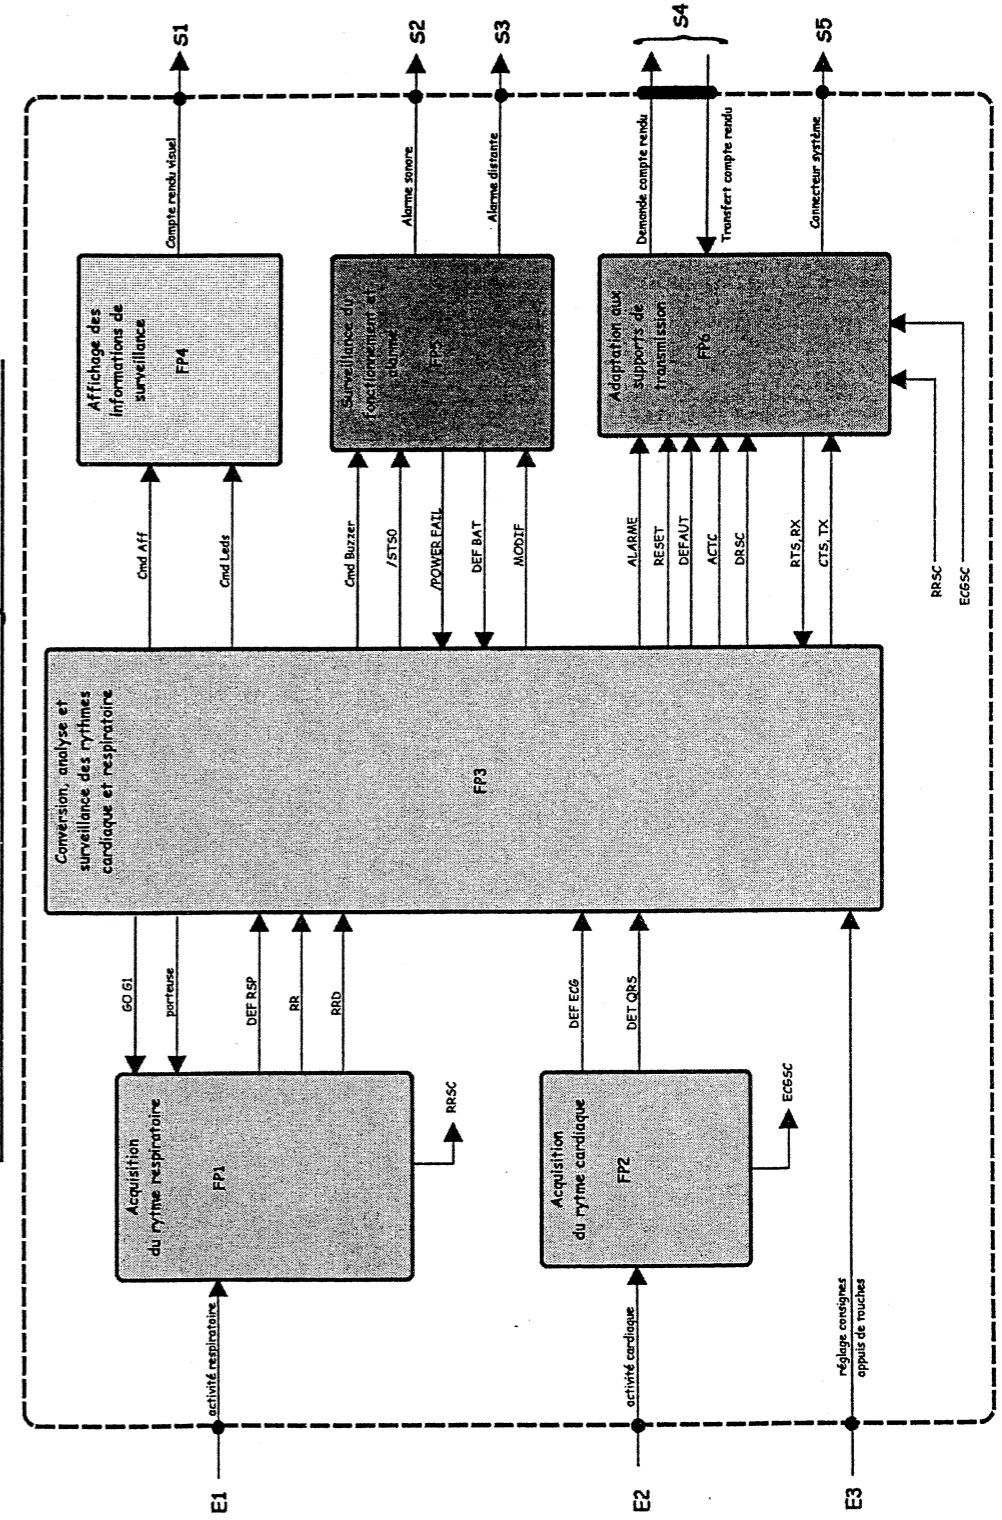 E1
activité respiratoire
Acquisition
du rytme respiratoire
FP1
GO G1
porteuse
DEF RSP
RR
RRD
RRSC
E2
activité cardiaque
Acquisition
du rytme cardiaque
FP2
DEF ECG
DET QRS
ECGSC
E3
réglage consignes
appuis de touches
Conversion, analyse et
surveillance des rythmes
cardiaque et respiratoire
FP3
Cmd Aff
Cmd Leds
Affichage des
informations de
surveillance
FP4
Compte rendu visuel
S1
Cmd Buzzer
/STSO
/POWER FAIL
DEF BAT
MODIF
Surveillance du
fonctionnement et
alarme
FP5
Alarme sonore
S2
Alarme distante
S3
ALARME
RESET
DEFAUT
ACTC
DRSC
RTS, RX
CTS, TX
RRSC
ECGSC
Adaptation aux
supports de
transmission
FP6
Demande compte rendu
Transfert compte rendu
S4
Connecteur système
S5